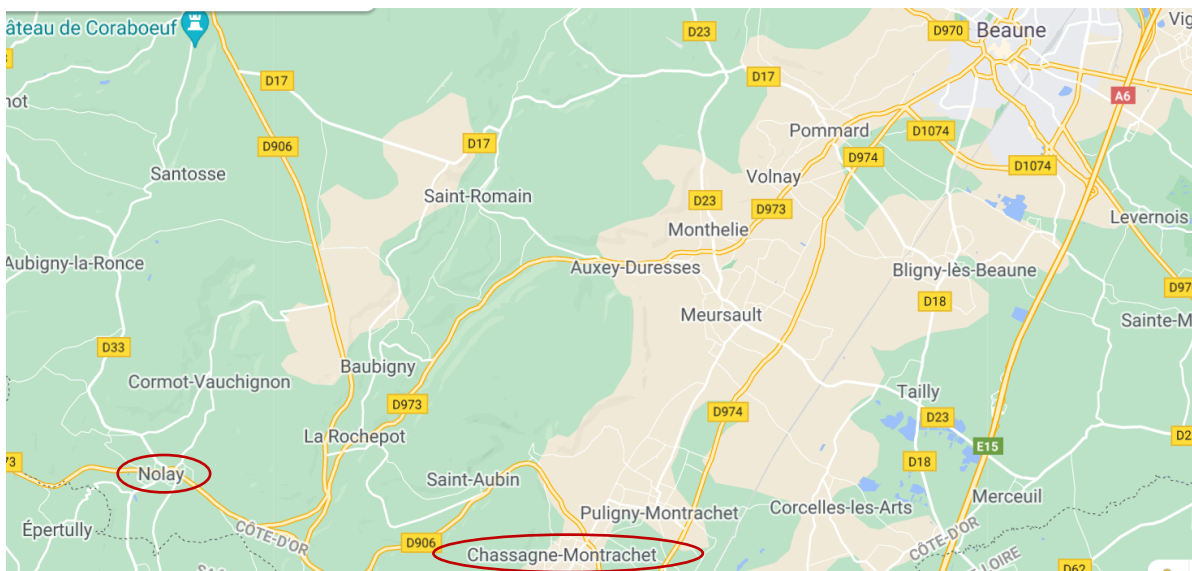 âteau de Coraboeuf
D23
D970
Beaune
Vig
D17
D17
A6
not
D906
D17
Pommard
D1074
D974
D1074
Santosse
Saint-Romain
Volnay
D23
D973
Levernois
Monthelie
Aubigny-la-Ronce
Auxey-Duresses
Bligny-lès-Beaune
D97
D18
Meursault
Sainte-M
D33
Baubigny
Cormot-Vauchignon
Tailly
D973
D974
D23
La Rochepot
D2
E15
73
Nolay
Saint-Aubin
D18
Merceuil
Puligny-Montrachet
Corcelles-les-Arts
Épertully
CÔTE-D'OR
D906
Chassagne-Montrachet
CÔTE-D'OR
E-LOIRE
D62